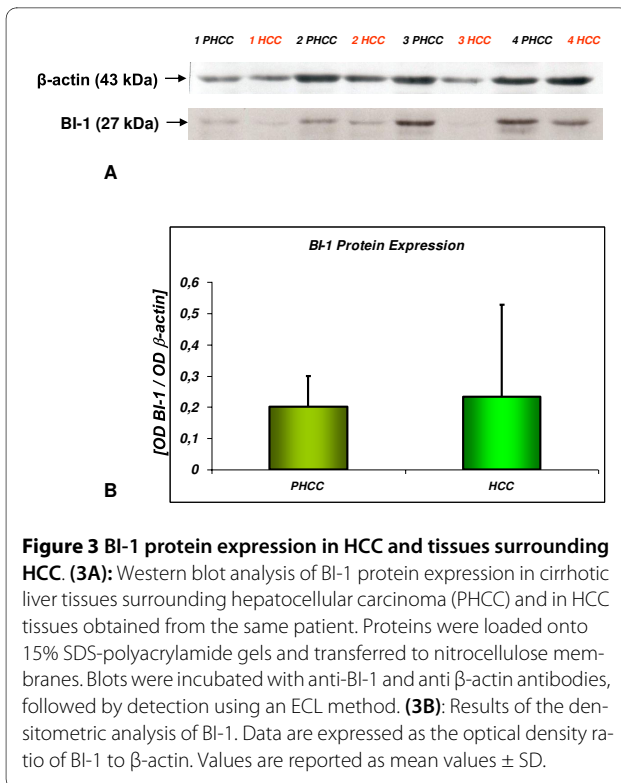 1 PHCC 1 HCC 2 PHCC 2 HCC 3 PHCC 3 HCC 4 PHCC 4 HCC
β-actin (43 kDa)
BI-1 (27 kDa)
A
BI-1 Protein Expression
[OD BI-1 / OD β-actin]
0,6
0,5
0,4
0,3
0,2
0,1
0
PHCC HCC
B
Figure 3 BI-1 protein expression in HCC and tissues surrounding
HCC. (3A): Western blot analysis of BI-1 protein expression in cirrhotic
liver tissues surrounding hepatocellular carcinoma (PHCC) and in HCC
tissues obtained from the same patient. Proteins were loaded onto
15% SDS-polyacrylamide gels and transferred to nitrocellulose mem-
branes. Blots were incubated with anti-BI-1 and anti β-actin antibodies,
followed by detection using an ECL method. (3B): Results of the den-
sitometric analysis of BI-1. Data are expressed as the optical density ra-
tio of BI-1 to β-actin. Values are reported as mean values ± SD.